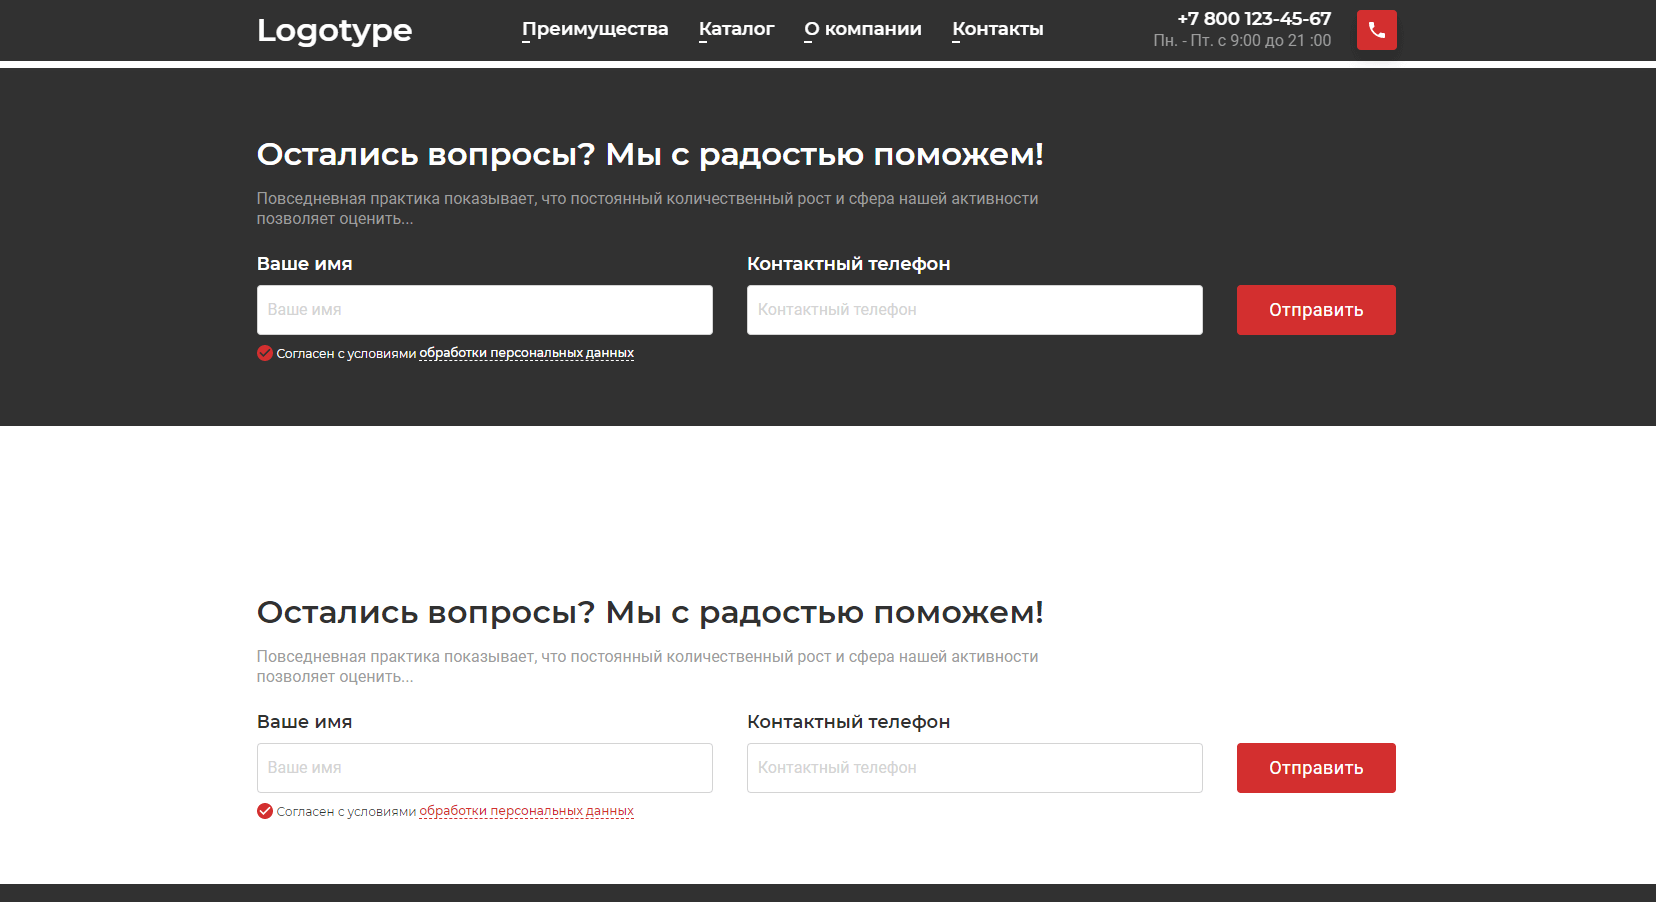 Logotype
Преимущества Каталог О компании Контакты
+7 800 123-45-67
Пн. - Пт. с 9:00 до 21 :00
Остались вопросы? Мы с радостью поможем!
Повседневная практика показывает, что постоянный количественный рост и сфера нашей активности
позволяет оценить...
Ваше имя Контактный телефон
Ваше имя Контактный телефон Отправить
Согласен с условиями обработки персональных данных
Остались вопросы? Мы с радостью поможем!
Повседневная практика показывает, что постоянный количественный рост и сфера нашей активности
позволяет оценить...
Ваше имя Контактный телефон
Ваше имя Контактный телефон Отправить
Согласен с условиями обработки персональных данных